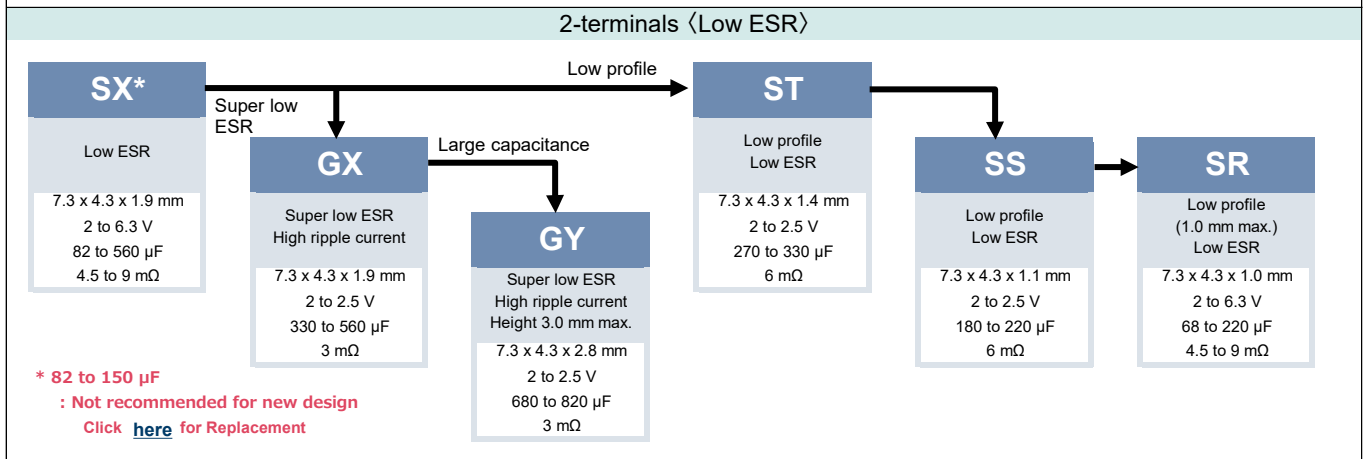 2-terminals 〈Low ESR〉
SX*
Low ESR
7.3 x 4.3 x 1.9 mm
2 to 6.3 V
82 to 560 µF
4.5 to 9 mΩ
Super low
ESR
Low profile
GX
Super low ESR
High ripple current
7.3 x 4.3 x 1.9 mm
2 to 2.5 V
330 to 560 µF
3 mΩ
Large capacitance
GY
Super low ESR
High ripple current
Height 3.0 mm max.
7.3 x 4.3 x 2.8 mm
2 to 2.5 V
680 to 820 µF
3 mΩ
ST
Low profile
Low ESR
7.3 x 4.3 x 1.4 mm
2 to 2.5 V
270 to 330 µF
6 mΩ
SS
Low profile
Low ESR
7.3 x 4.3 x 1.1 mm
2 to 2.5 V
180 to 220 µF
6 mΩ
SR
Low profile
(1.0 mm max.)
Low ESR
7.3 x 4.3 x 1.0 mm
2 to 6.3 V
68 to 220 µF
4.5 to 9 mΩ
* 82 to 150 µF
: Not recommended for new design
Click here for Replacement